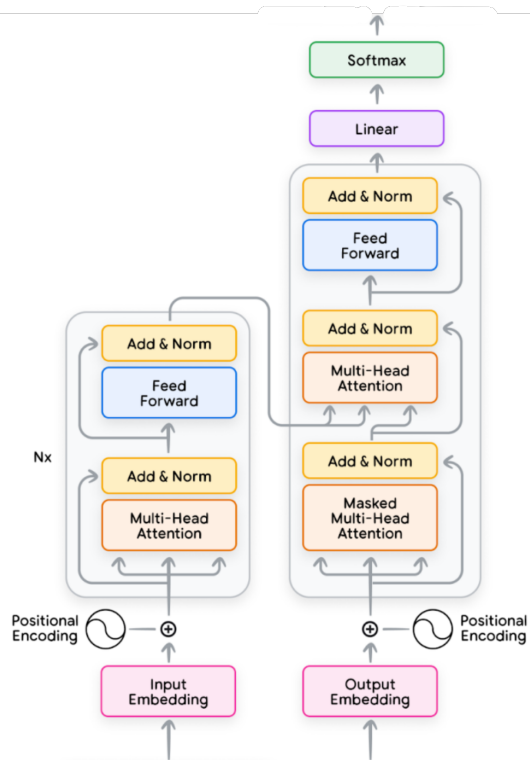 Softmax
Linear
Add & Norm
Feed
Forward
Add & Norm
Multi-Head
Attention
Add & Norm
Masked
Multi-Head
Attention
Positional
Encoding
Output
Embedding
Add & Norm
Feed
Forward
Nx
Add & Norm
Multi-Head
Attention
Positional
Encoding
Input
Embedding